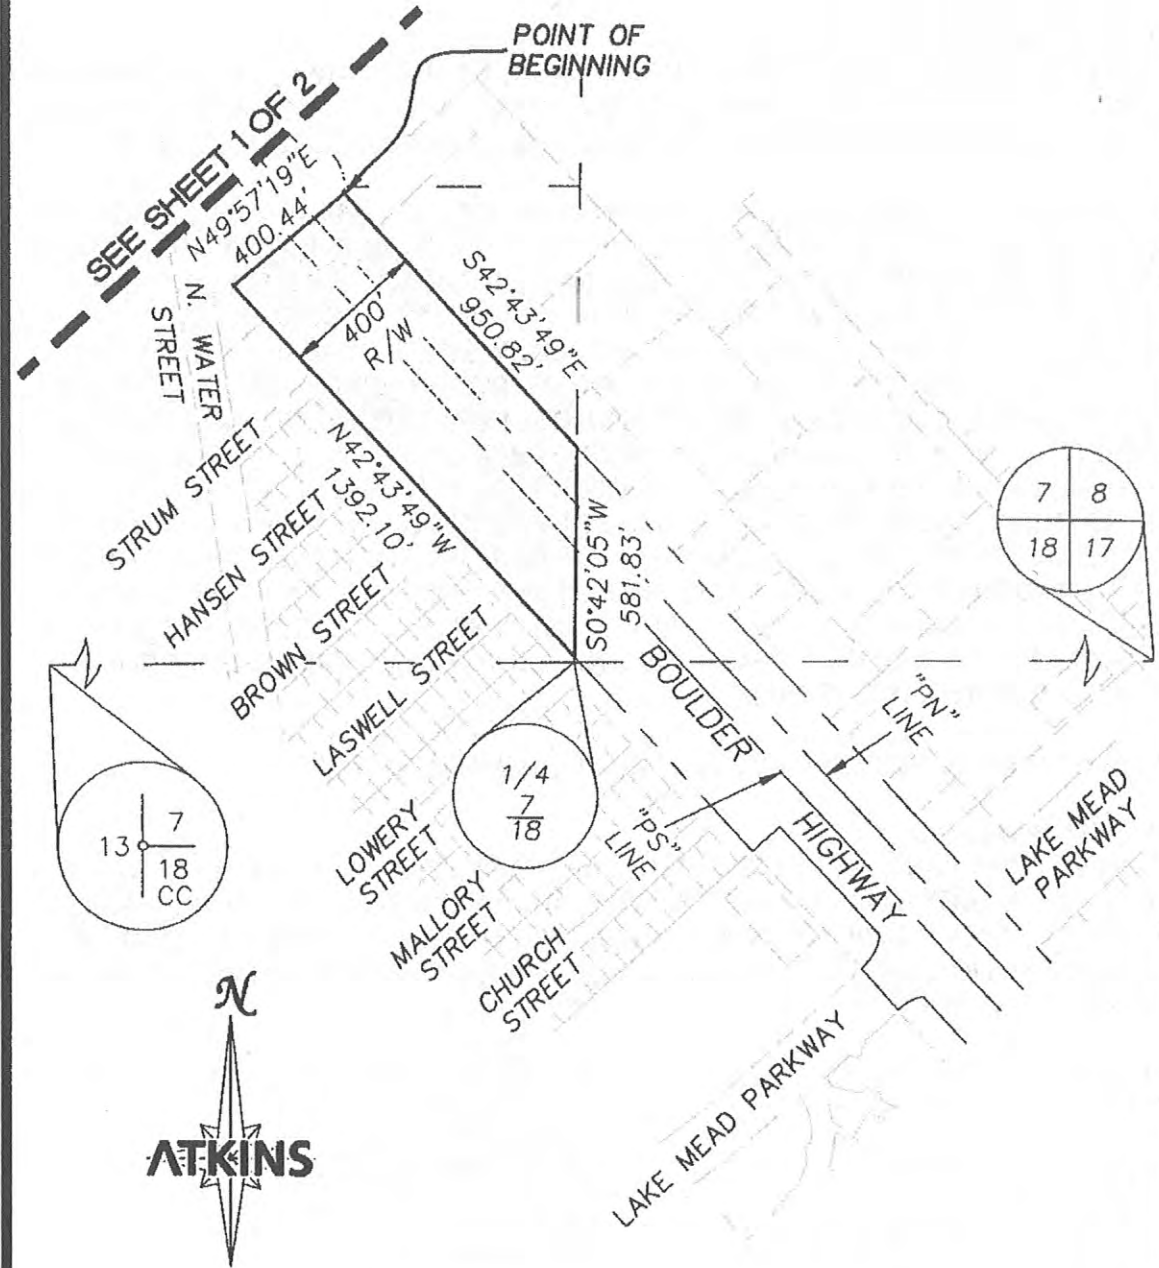 POINT OF
BEGINNING
SEE SHEET 1 OF 2
N49°57'19"E
400.44'
S42°43'49"E
950.82'
400'
R/W
N. WATER
STREET
N42°43'49"W
1392.10'
STRUM STREET
HANSEN STREET
BROWN STREET
LASWELL STREET
S0°42'05"W
581.83'
7 8
18 17
BOULDER
HIGHWAY
"PN"
LINE
"PS"
LINE
1/4
7
18
13 7
18
CC
LOWERY
STREET
MALLORY
STREET
CHURCH
STREET
LAKE MEAD
PARKWAY
LAKE MEAD PARKWAY
N
ATKINS